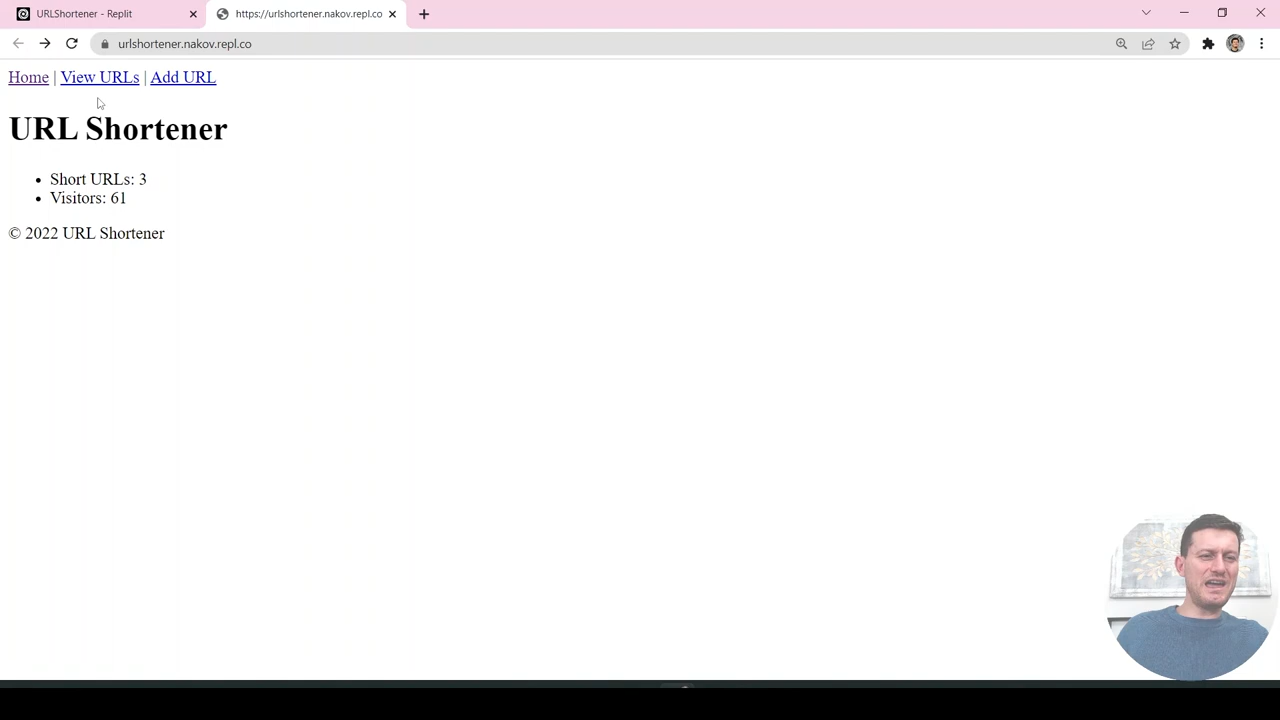 URLShortener - Replit
https://urlshortener.nakov.repl.co
urlshortener.nakov.repl.co
Home | View URLs | Add URL
URL Shortener
• Short URLs: 3
• Visitors: 61
© 2022 URL Shortener